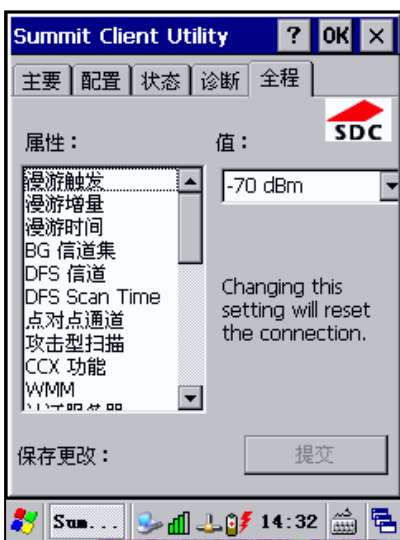 Summit Client Utility ? OK ×
主要 配置 状态 诊断 全程
SDC
属性： 值：
漫游触发 -70 dBm
漫游增量
漫游时间
BG 信道集
DFS 信道
DFS Scan Time
点对点通道
攻击型扫描
CCX 功能
WMM
Changing this
setting will reset
the connection.
保存更改： 提交
Sum... 14:32